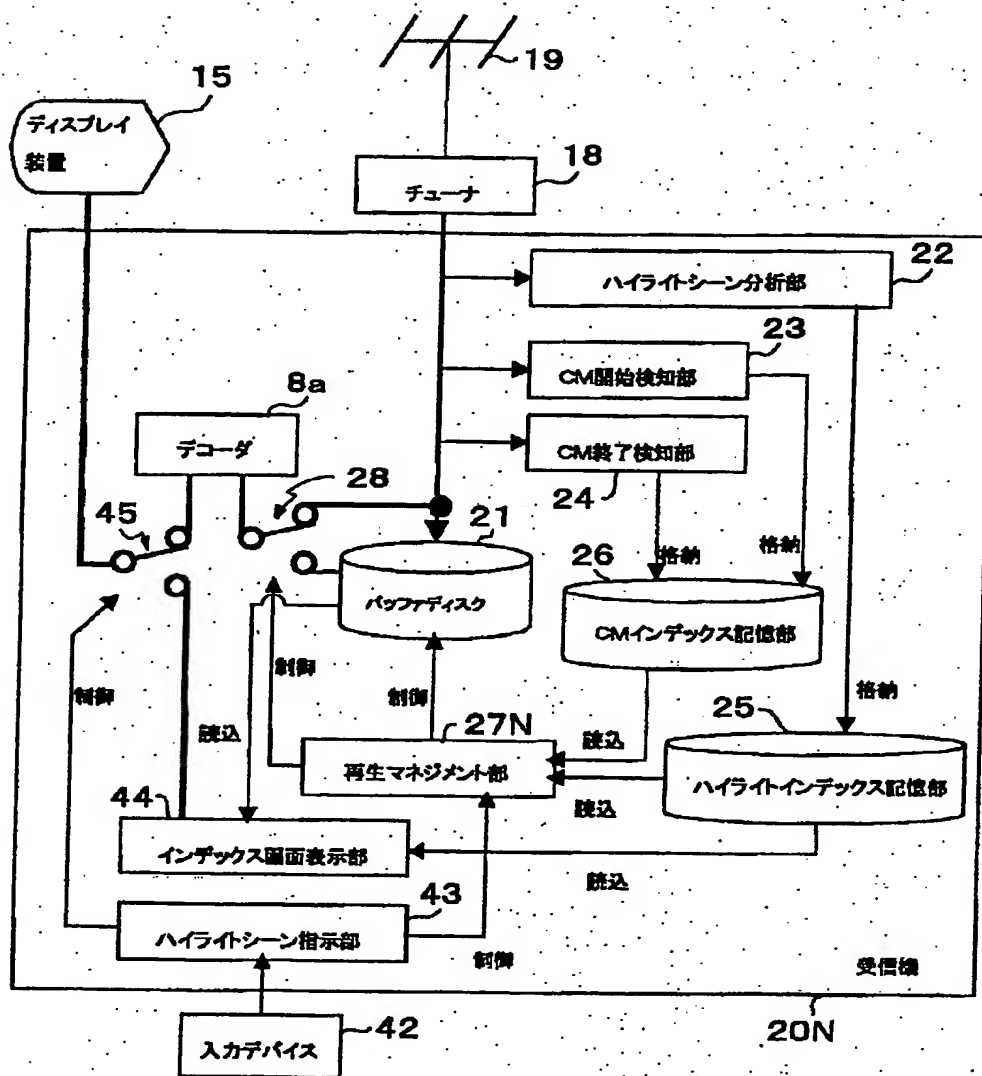 19
15
ディスプレイ
装置
18
チューナ
22
ハイライトシーン分析部
23
CM開始検知部
8a
デコーダ
CM終了検知部
28
24
45
21
26
格納
格納
バッファディスク
CMインデックス記憶部
制御
制御
制御
格納
25
27N
読込
読込
再生マネジメント部
ハイライトインデックス記憶部
44
読込
インデックス画面表示部
読込
43
ハイライトシーン指示部
制御
受信機
42
20N
入力デバイス